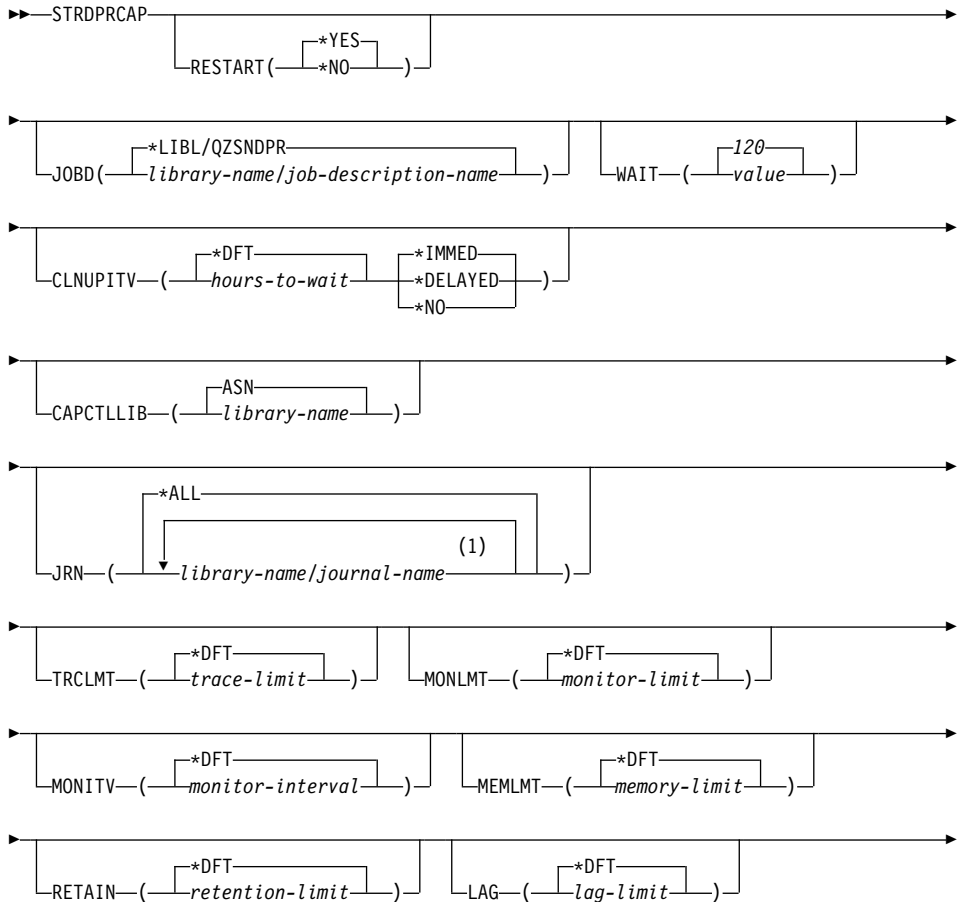 STRDPRCAP
*YES
RESTART( *NO )
*LIBL/QZSNDPR 120
JOBD( library-name/job-description-name ) WAIT ( value )
*DFT *IMMED
CLNUPITV ( hours-to-wait *DELAYED )
*NO
ASN
CAPCTLLIB ( library-name )
*ALL
(1)
JRN ( library-name/journal-name )
*DFT *DFT
TRCLMT ( trace-limit ) MONLMT ( monitor-limit )
*DFT *DFT
MONITV ( monitor-interval ) MEMLMT ( memory-limit )
*DFT *DFT
RETAIN ( retention-limit ) LAG ( lag-limit )